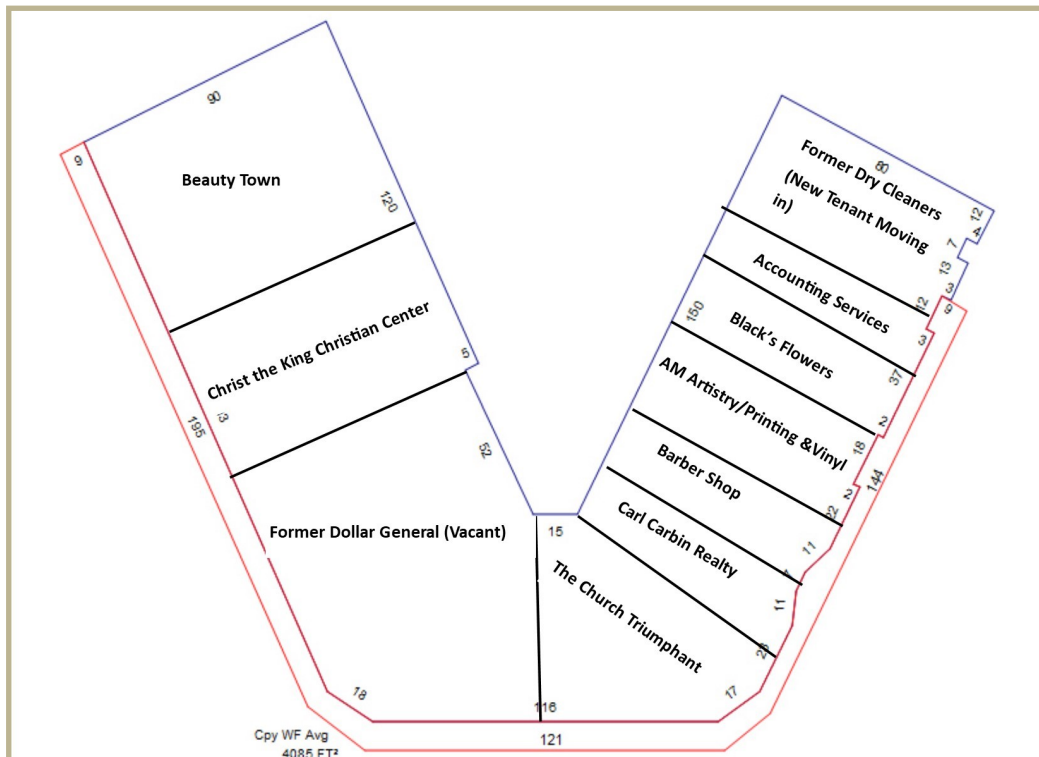 90
9
Beauty Town
120
Christ the King Christian Center
5
3
195
52
Former Dollar General (Vacant)
15
18
116
121
Cpy WF Avg
4085 FT²
80
Former Dry Cleaners
(New Tenant Moving
in)
12
4
7
13
3
9
12
Accounting Services
3
150
Black's Flowers
37
2
AM Artistry/Printing &Vinyl
18
2
144
Barber Shop
11
Carl Carbin Realty
11
The Church Triumphant
17